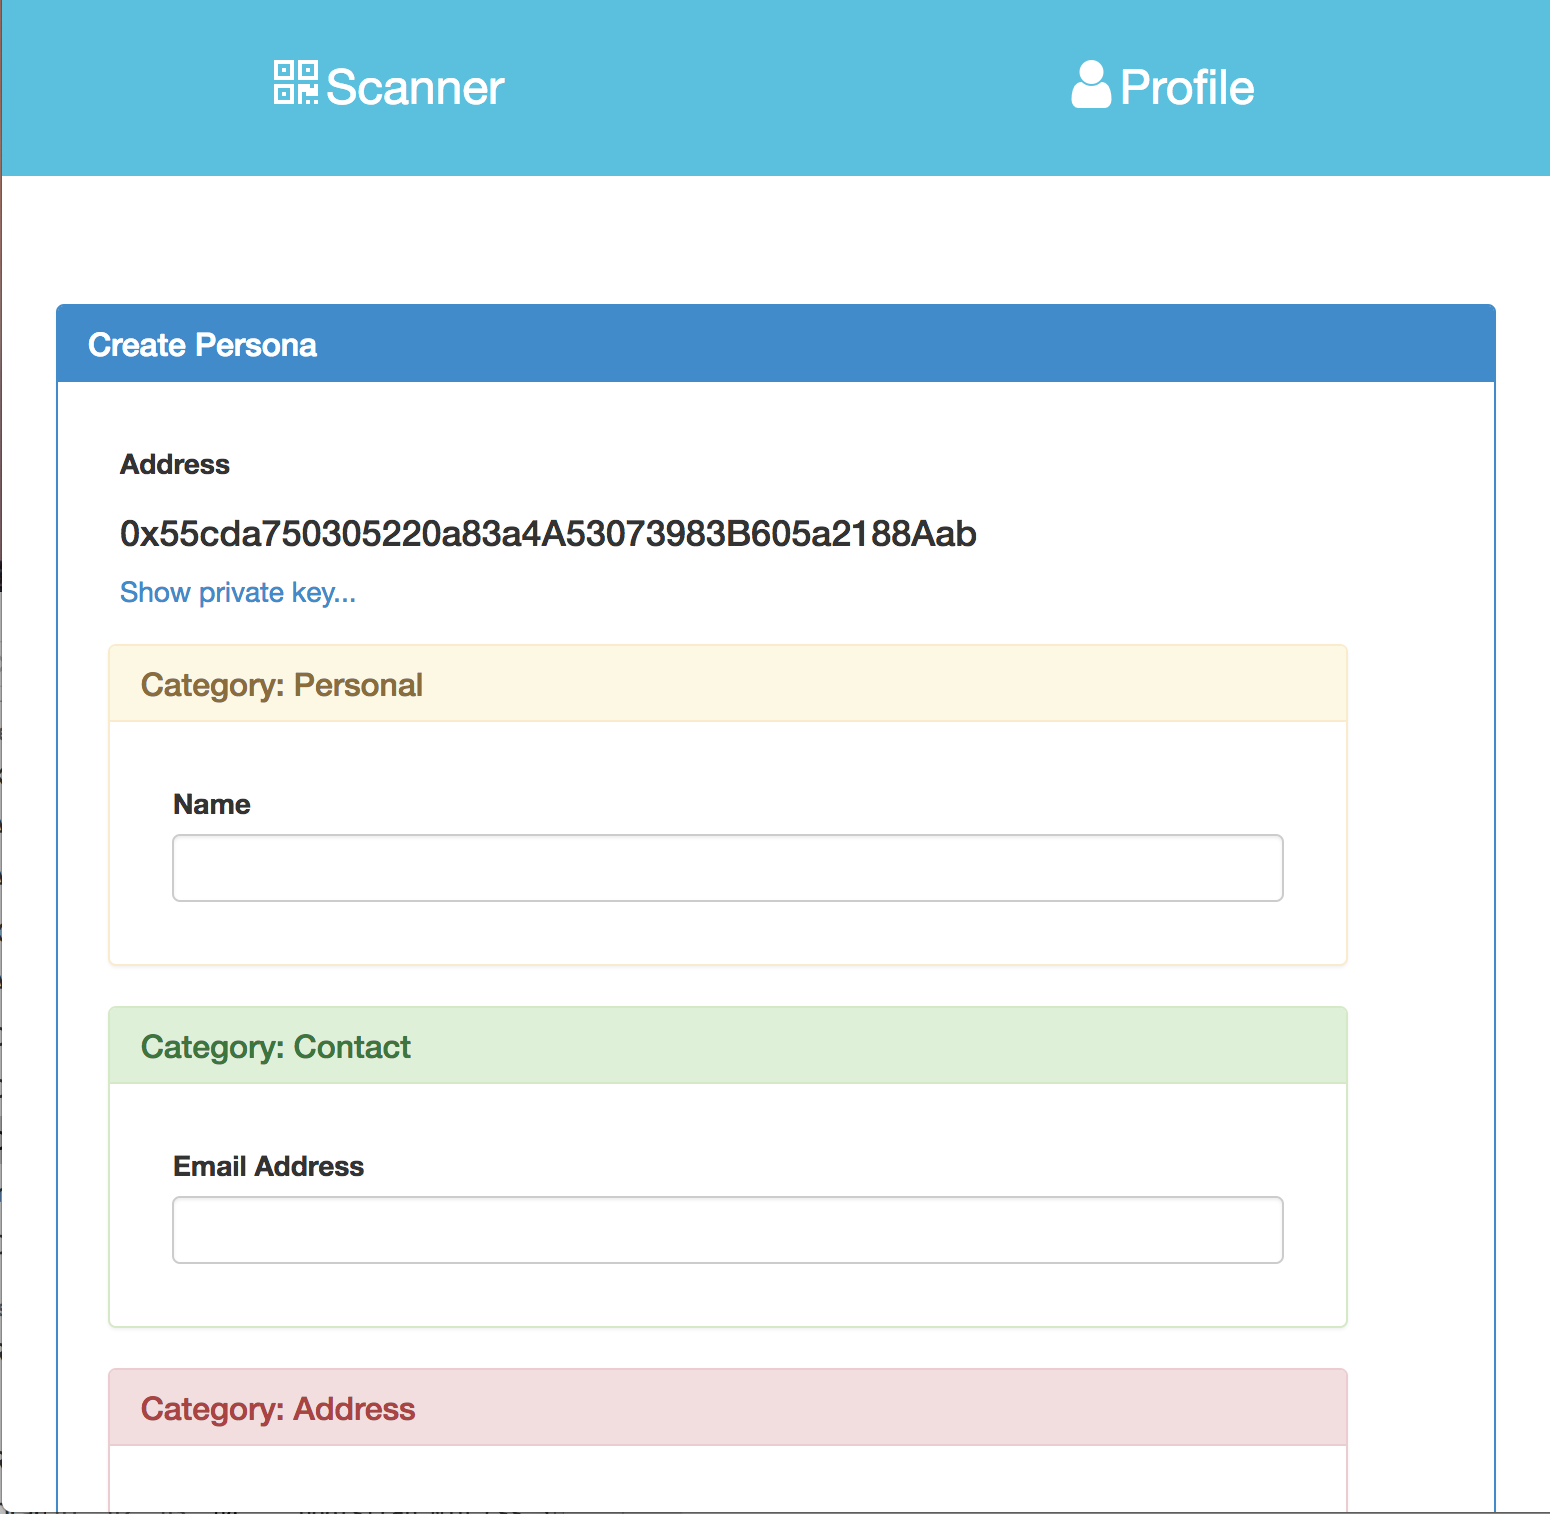 Scanner
Profile
Create Persona
Address
0x55cda750305220a83a4A53073983B605a2188Aab
Show private key...
Category: Personal
Name
Category: Contact
Email Address
Category: Address